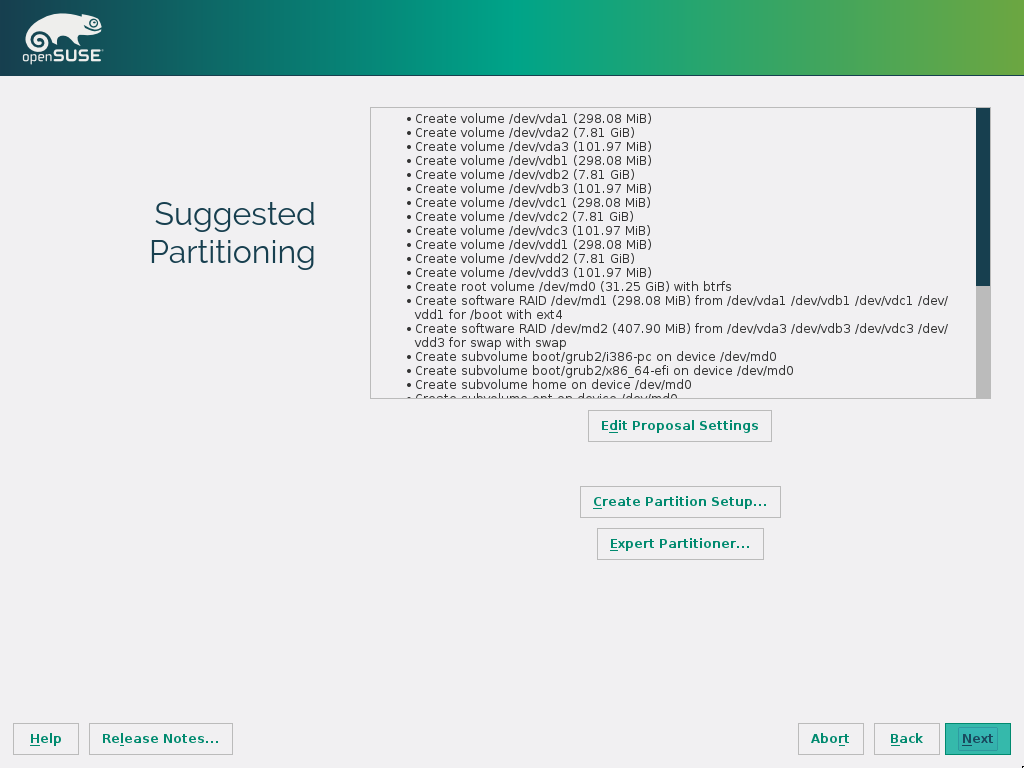 openSUSE
Suggested
Partitioning
• Create volume /dev/vda1 (298.08 MiB)
• Create volume /dev/vda2 (7.81 GiB)
• Create volume /dev/vda3 (101.97 MiB)
• Create volume /dev/vdb1 (298.08 MiB)
• Create volume /dev/vdb2 (7.81 GiB)
• Create volume /dev/vdb3 (101.97 MiB)
• Create volume /dev/vdc1 (298.08 MiB)
• Create volume /dev/vdc2 (7.81 GiB)
• Create volume /dev/vdc3 (101.97 MiB)
• Create volume /dev/vdd1 (298.08 MiB)
• Create volume /dev/vdd2 (7.81 GiB)
• Create volume /dev/vdd3 (101.97 MiB)
• Create root volume /dev/md0 (31.25 GiB) with btrfs
• Create software RAID /dev/md1 (298.08 MiB) from /dev/vda1 /dev/vdb1 /dev/vdc1 /dev/
vdd1 for /boot with ext4
• Create software RAID /dev/md2 (407.90 MiB) from /dev/vda3 /dev/vdb3 /dev/vdc3 /dev/
vdd3 for swap with swap
• Create subvolume boot/grub2/i386-pc on device /dev/md0
• Create subvolume boot/grub2/x86_64-efi on device /dev/md0
• Create subvolume home on device /dev/md0
• Create subvolume opt on device /dev/md0
Edit Proposal Settings
Create Partition Setup...
Expert Partitioner...
Help
Release Notes...
Abort
Back
Next